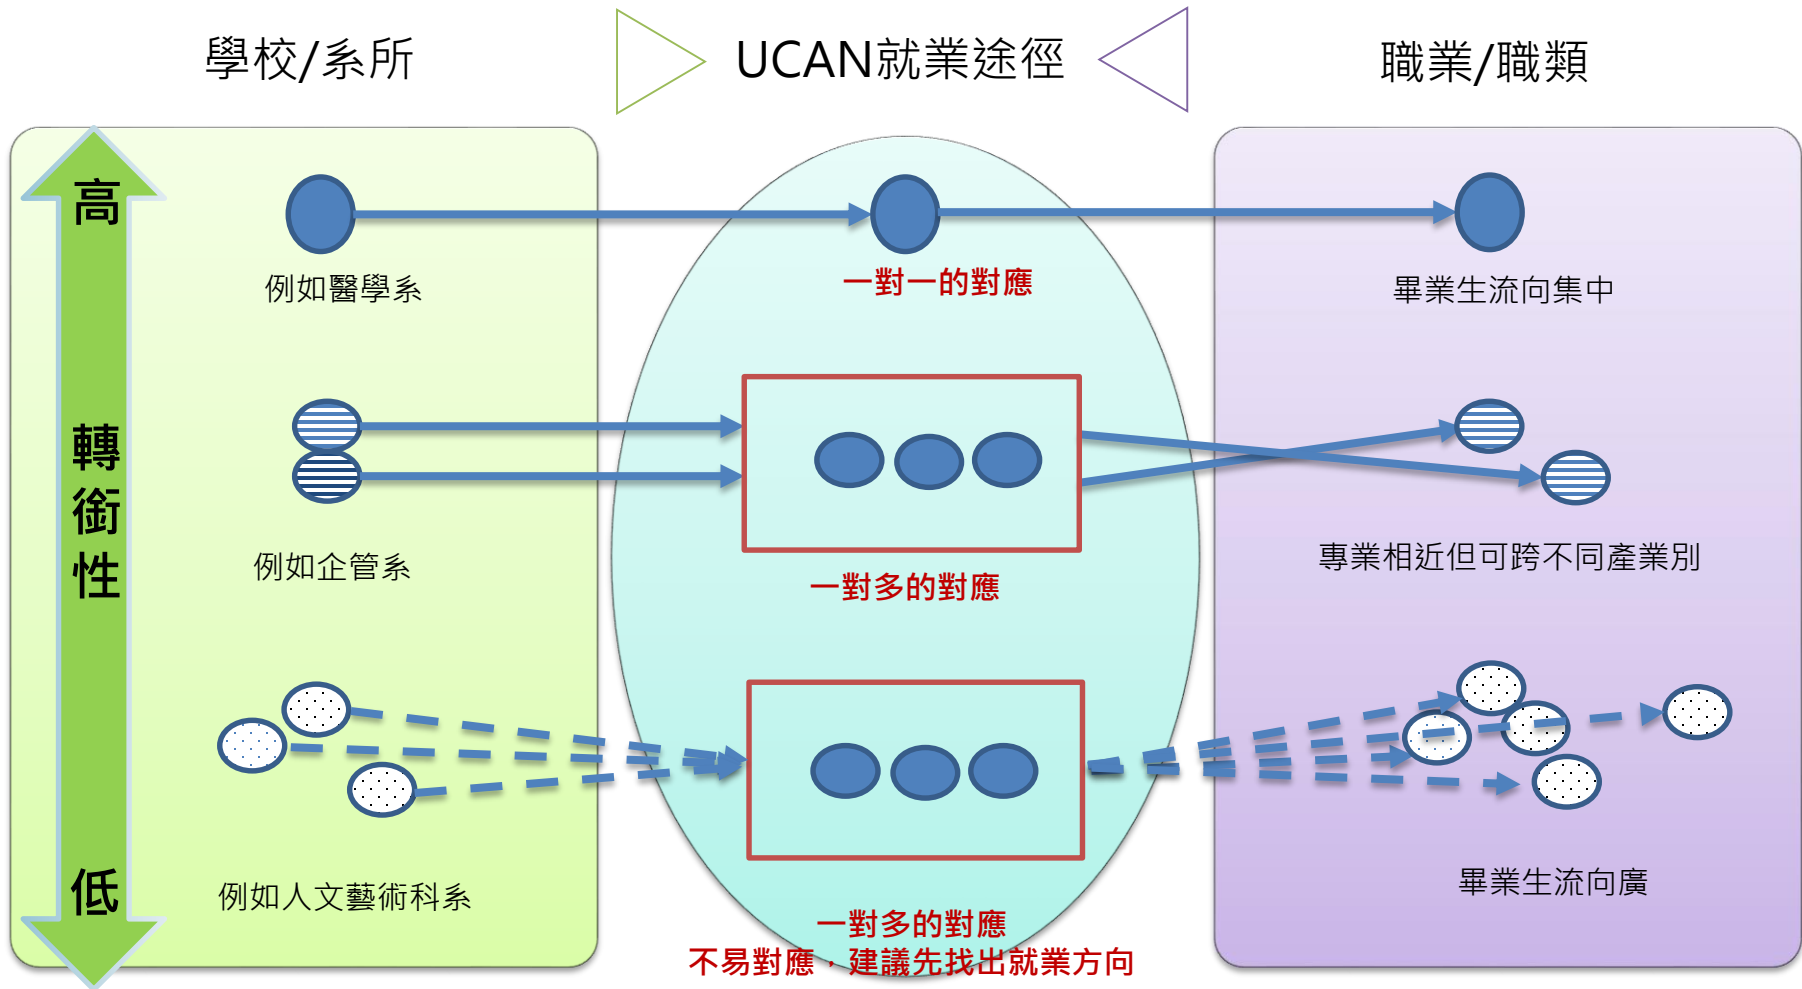 學校/系所
UCAN就業途徑
職業/職類
高
轉銜性
低
例如醫學系
一對一的對應
畢業生流向集中
例如企管系
一對多的對應
專業相近但可跨不同產業別
例如人文藝術科系
一對多的對應
不易對應，建議先找出就業方向
畢業生流向廣